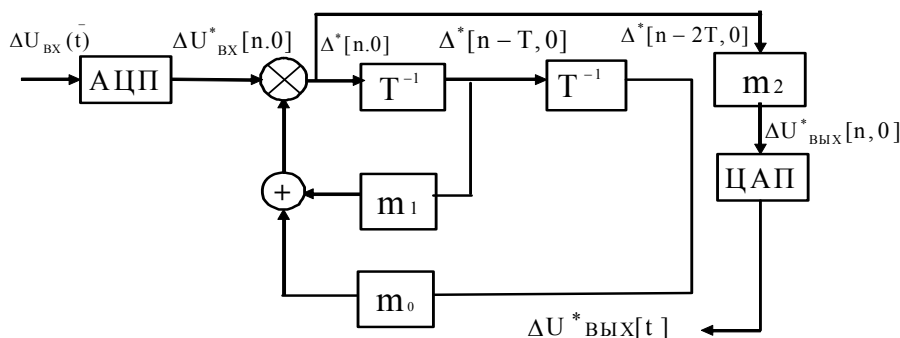 ΔU_ВХ(t̄)
ΔU*_ВХ[n.0]
Δ*[n.0]
Δ*[n−T,0]
Δ*[n−2T,0]
АЦП
T⁻¹
T⁻¹
m₂
ΔU*_ВЫХ[n,0]
ЦАП
+
m₁
m₀
ΔU*ВЫХ[t]